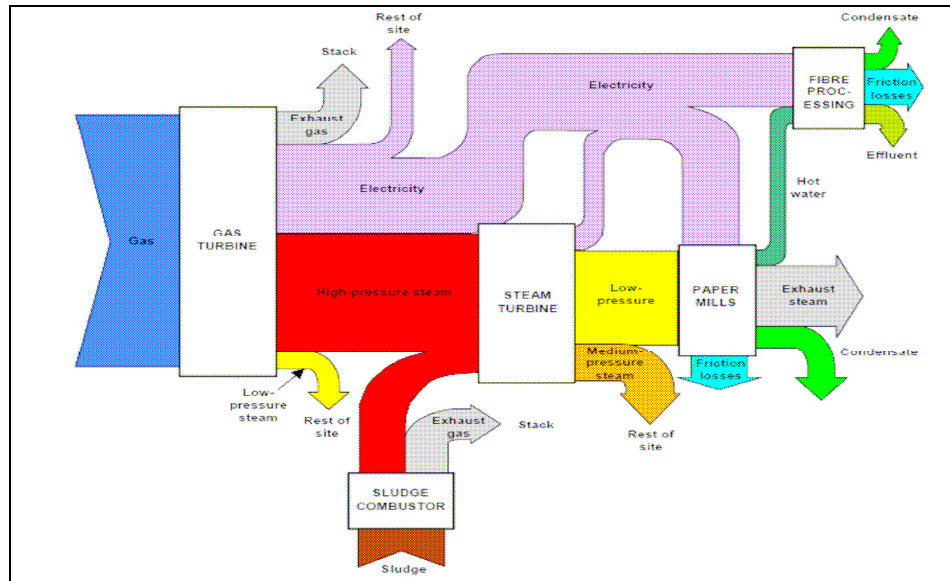 Rest of
site
Condensate
Stack
FIBRE
PROC-
ESSING
Friction
losses
Electricity
Exhaust
gas
Effluent
Electricity
Hot
water
Gas
GAS
TURBINE
High-pressure steam
STEAM
TURBINE
Low-
pressure
PAPER
MILLS
Exhaust
steam
Medium-
pressure
steam
Friction
losses
Condensate
Low-
pressure
steam
Rest of
site
Exhaust
gas
Stack
Rest of
site
SLUDGE
COMBUSTOR
Sludge